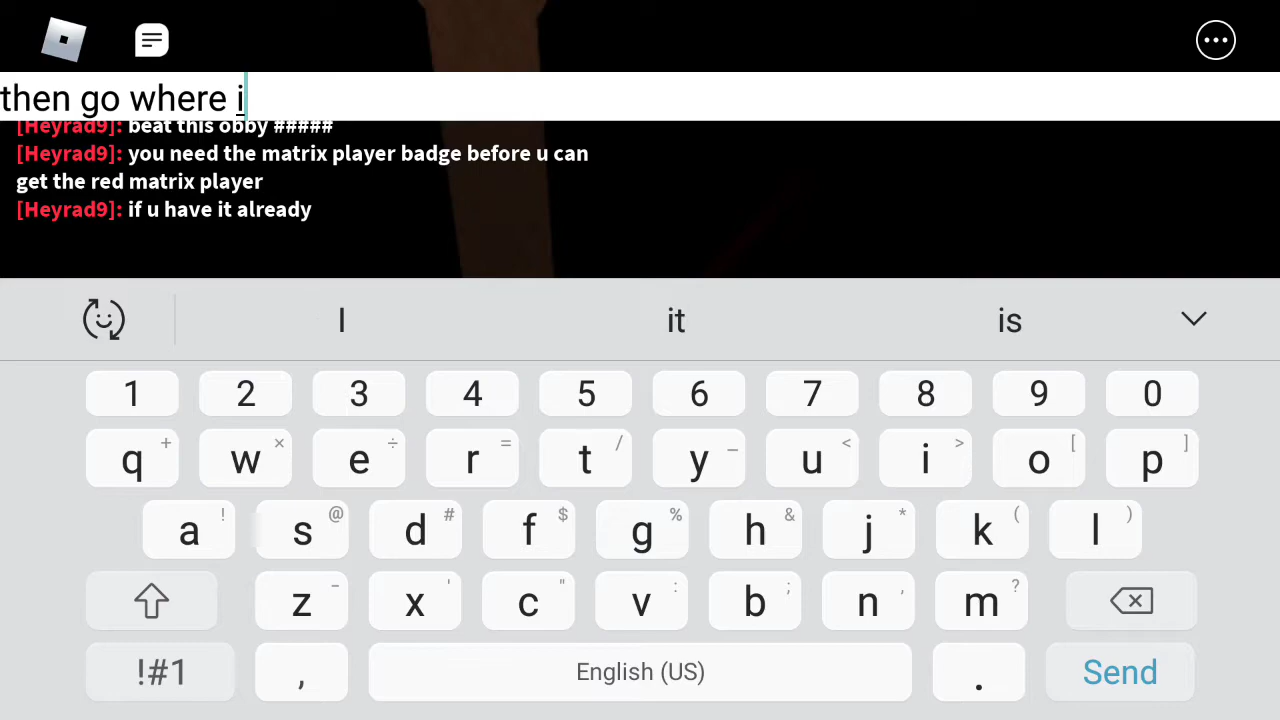 then go where i
[Heyrad9]: beat this obby #####
[Heyrad9]: you need the matrix player badge before u can
get the red matrix player
[Heyrad9]: if u have it already
I it is
1 2 3 4 5 6 7 8 9 0
q + w × e ÷ r = t / y _ u < i > o [ p ]
a ! s @ d # f $ g % h & j * k ( l )
z - x ' c " v : b ; n , m ?
!#1 , English (US) . Send